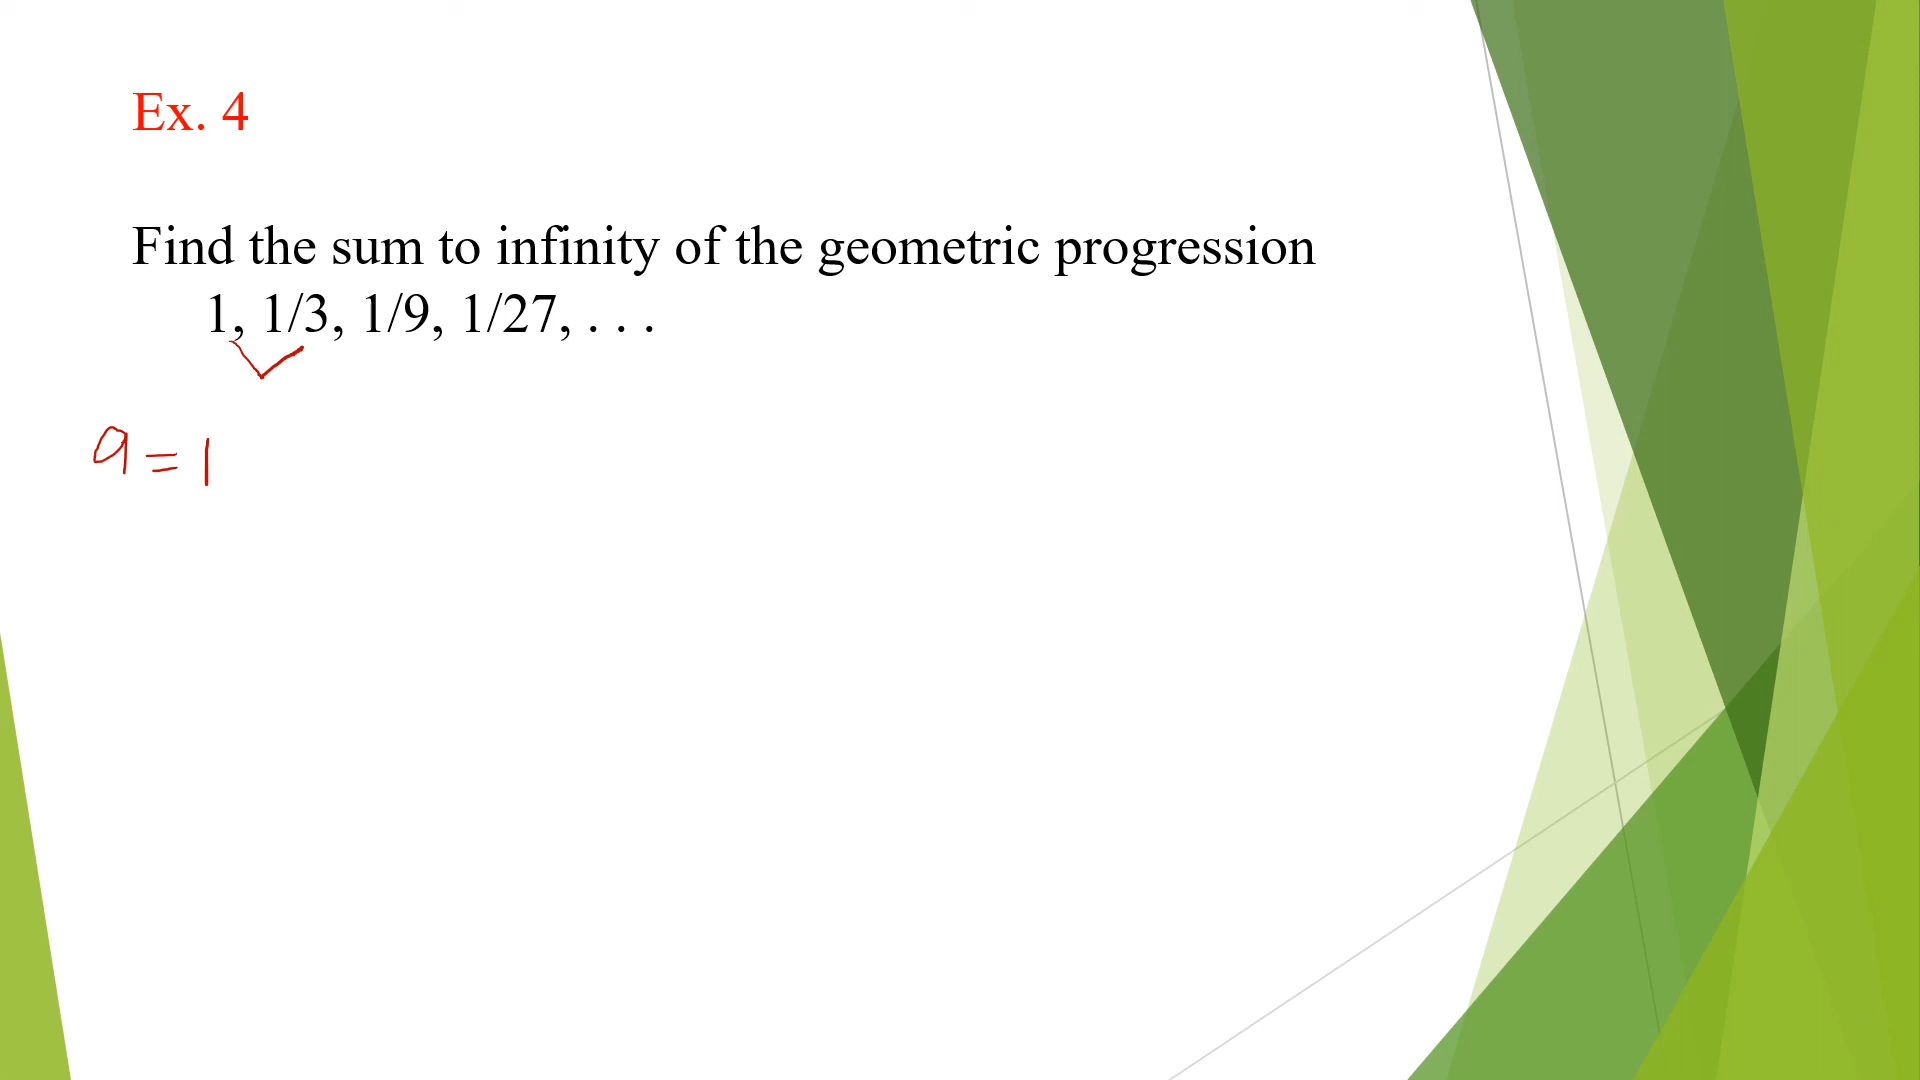 Ex. 4
Find the sum to infinity of the geometric progression
1, 1/3, 1/9, 1/27, . . .
a = 1